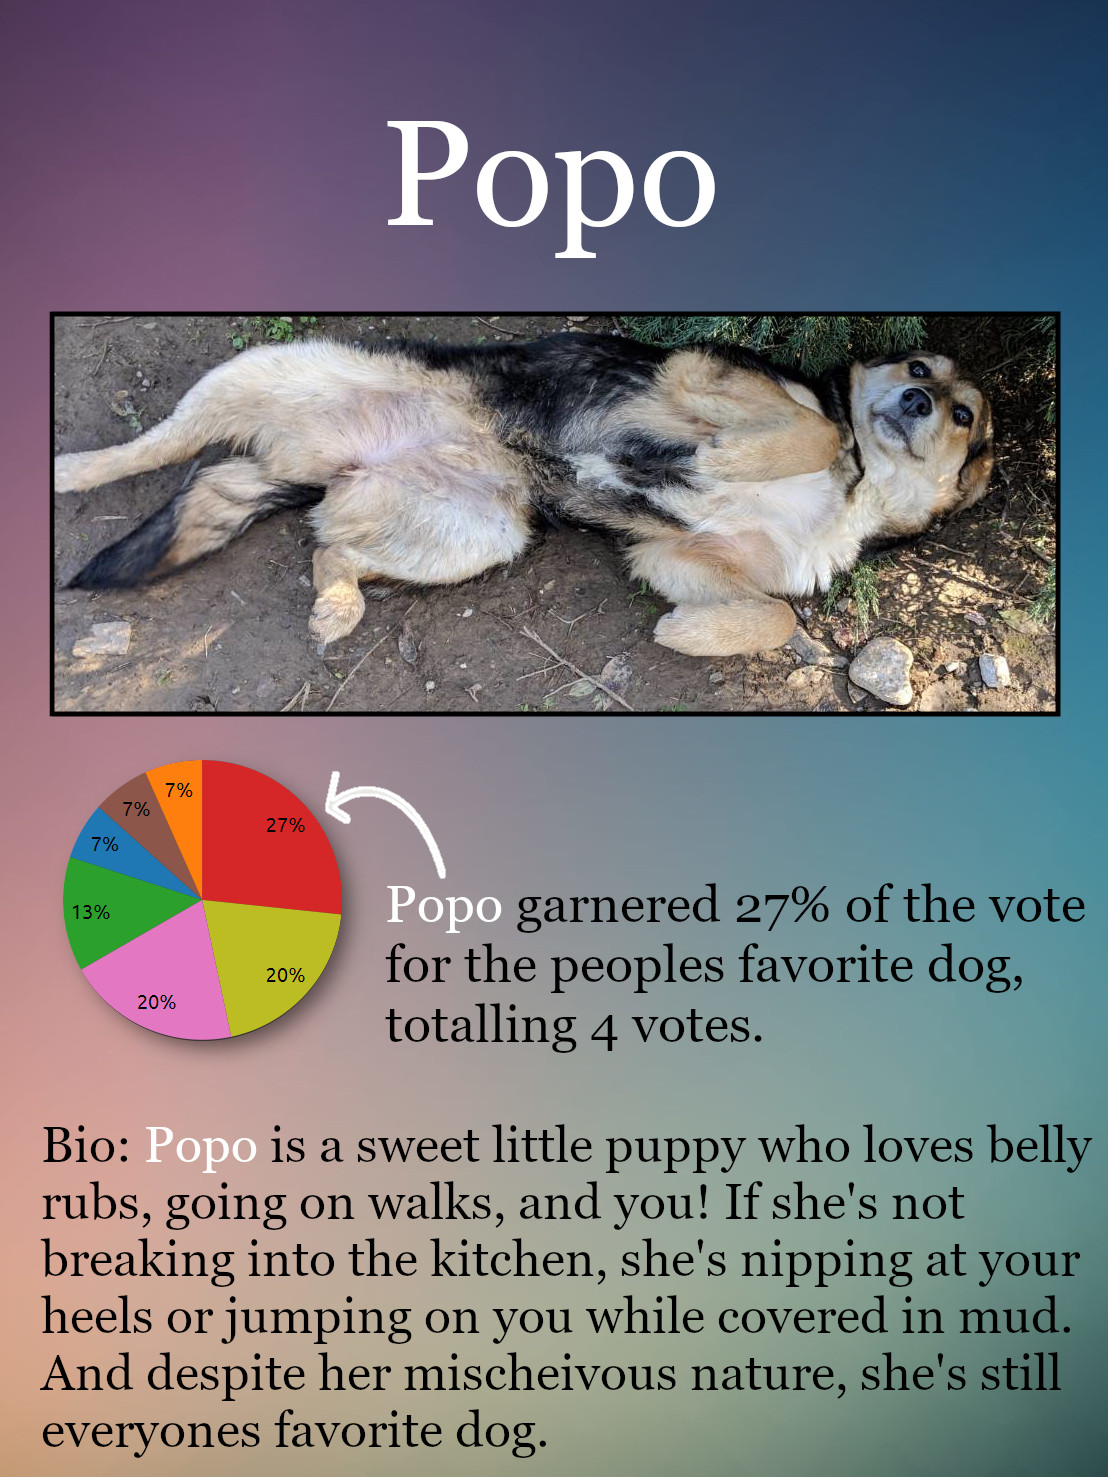 Popo
7%
7%
27%
7%
13%
20%
20%
Popo garnered 27% of the vote
for the peoples favorite dog,
totalling 4 votes.
Bio: Popo is a sweet little puppy who loves belly
rubs, going on walks, and you! If she's not
breaking into the kitchen, she's nipping at your
heels or jumping on you while covered in mud.
And despite her mischeivous nature, she's still
everyones favorite dog.